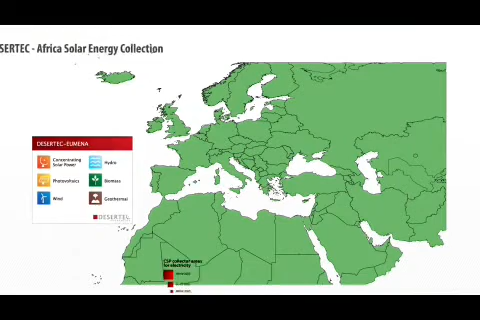 SERTEC - Africa Solar Energy Collection
DESERTEC-EUMENA
Concentrating
Solar Power
Hydro
Photovoltaics
Biomass
Wind
Geothermal
DESERTEC
CSP collector areas
for electricity